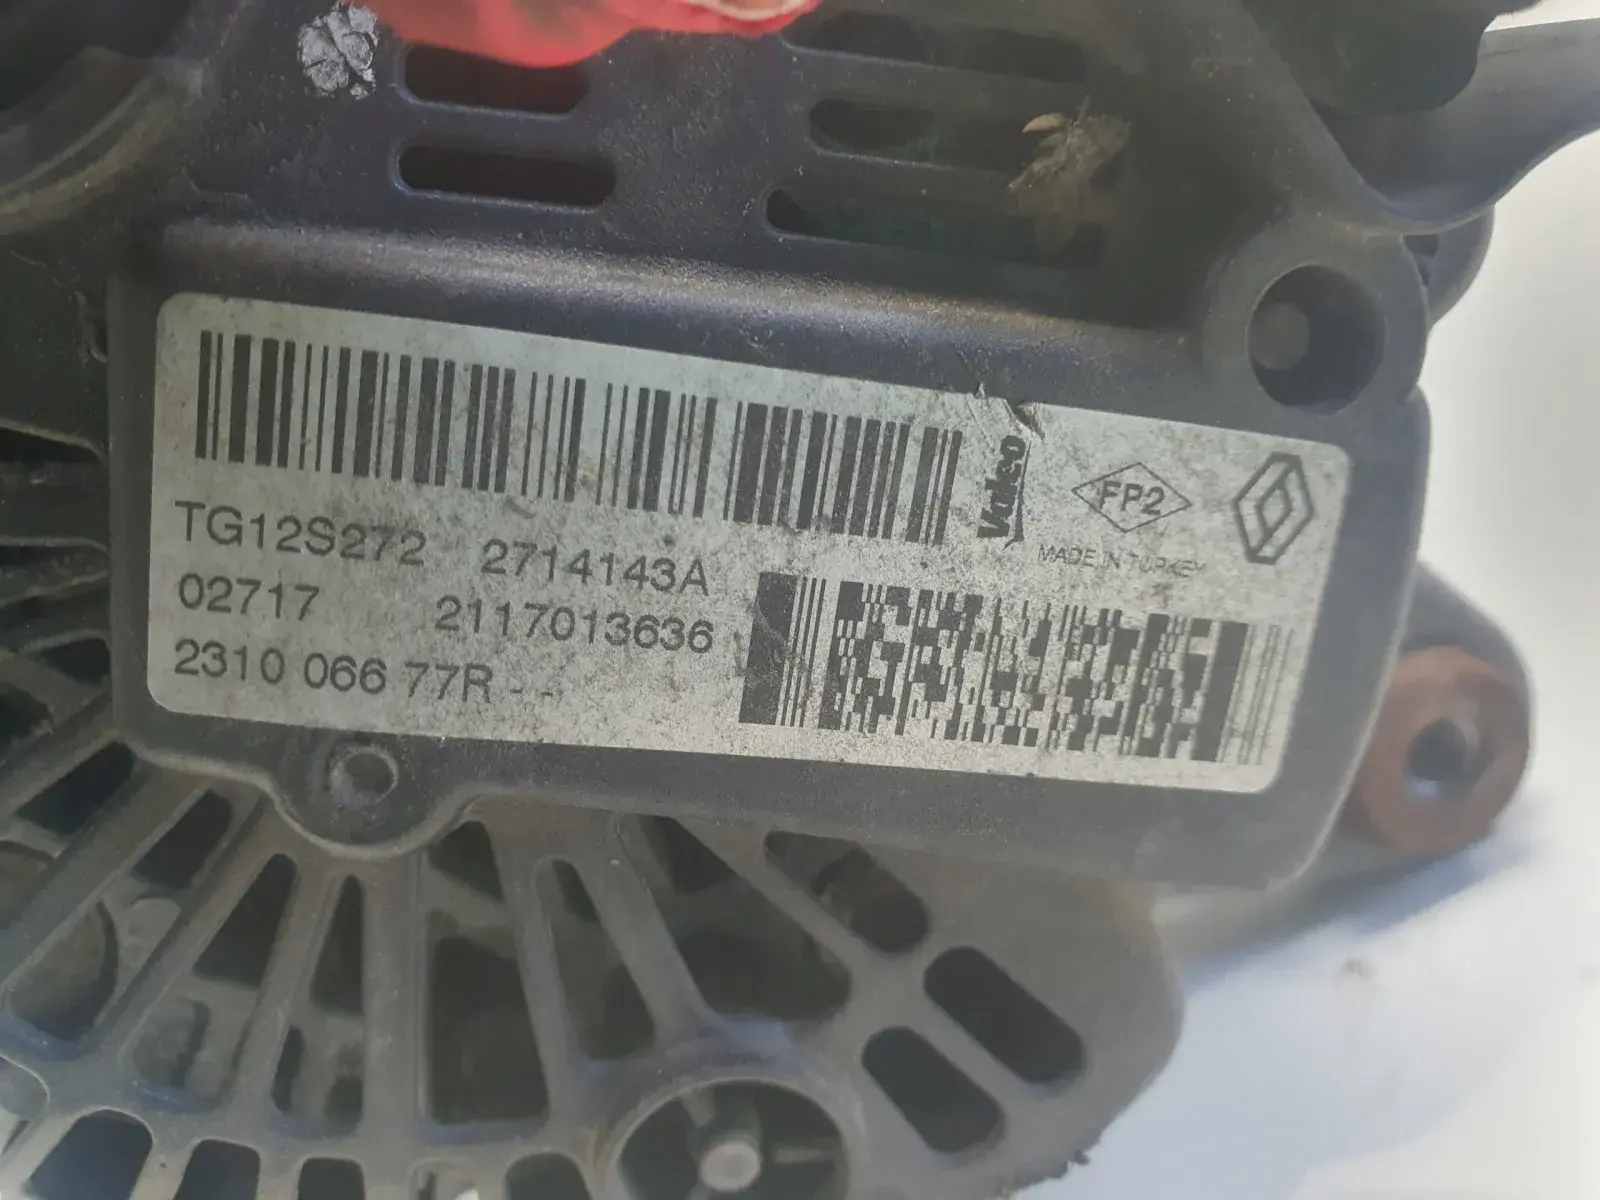 Valeo
FP2
MADE IN TURKEY
TG12S272 2714143A
02717 2117013636
2310 066 77R - -